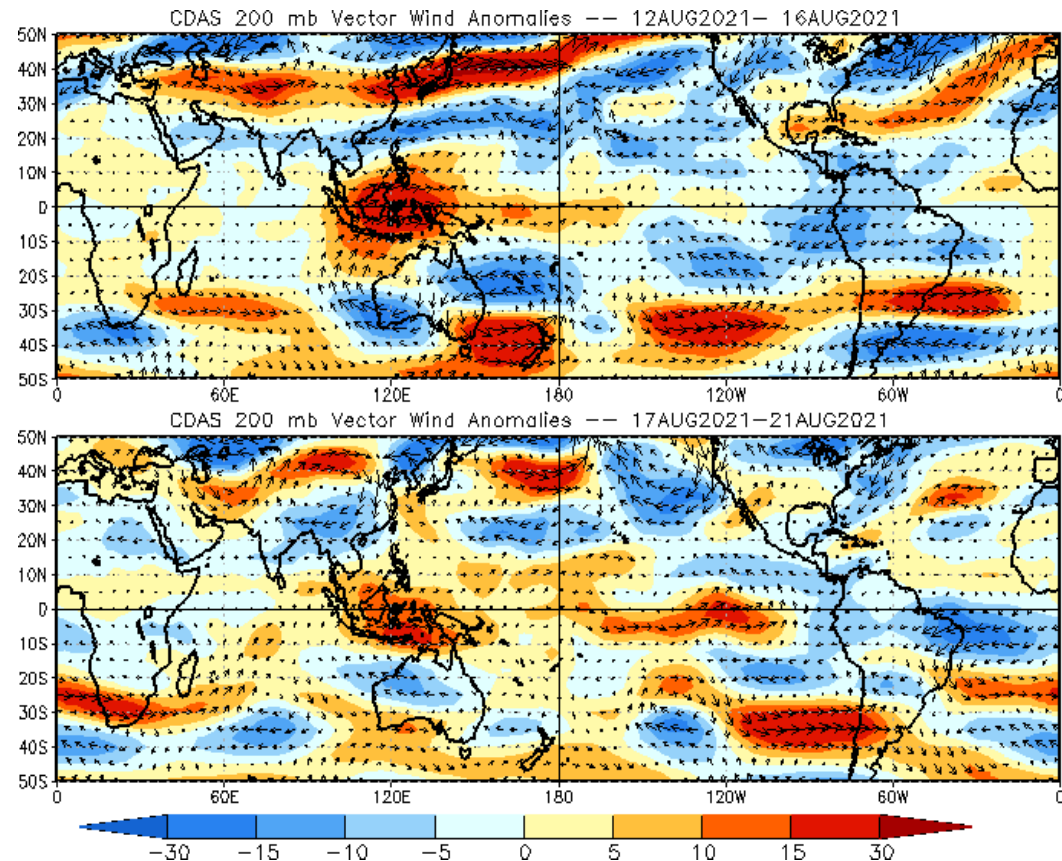 CDAS 200 mb Vector Wind Anomalies -- 12AUG2021- 16AUG2021
50N
40N
30N
20N
10N
0
10S
20S
30S
40S
50S
0 60E 120E 180 120W 60W 0
CDAS 200 mb Vector Wind Anomalies -- 17AUG2021-21AUG2021
50N
40N
30N
20N
10N
0
10S
20S
30S
40S
50S
0 60E 120E 180 120W 60W 0
-30 -15 -10 -5 0 5 10 15 30